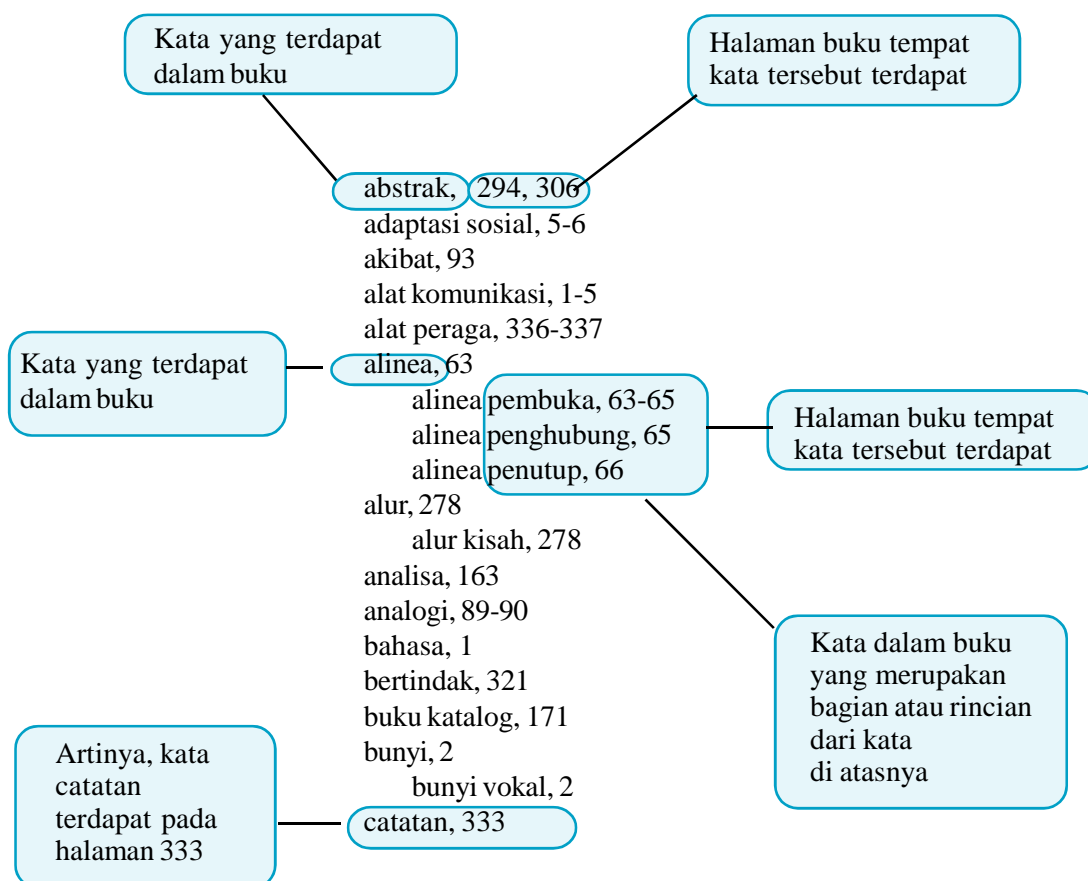 Kata yang terdapat
dalam buku
Halaman buku tempat
kata tersebut terdapat
abstrak, 294, 306
adaptasi sosial, 5-6
akibat, 93
alat komunikasi, 1-5
alat peraga, 336-337
alinea, 63
alinea pembuka, 63-65
alinea penghubung, 65
alinea penutup, 66
alur, 278
alur kisah, 278
analisa, 163
analogi, 89-90
bahasa, 1
bertindak, 321
buku katalog, 171
bunyi, 2
bunyi vokal, 2
catatan, 333
Kata yang terdapat
dalam buku
Halaman buku tempat
kata tersebut terdapat
Kata dalam buku
yang merupakan
bagian atau rincian
dari kata
di atasnya
Artinya, kata
catatan
terdapat pada
halaman 333